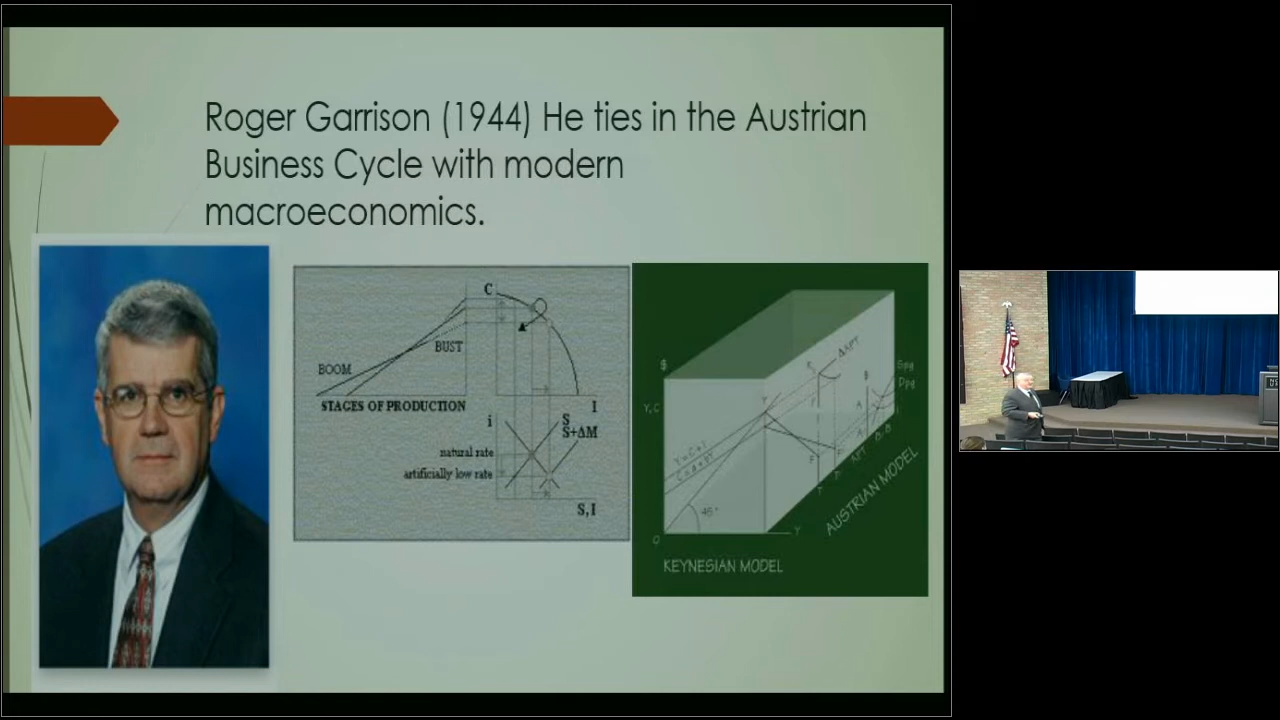 Roger Garrison (1944) He ties in the Austrian
Business Cycle with modern
macroeconomics.
C
BUST
BOOM
STAGES OF PRODUCTION
I
i
S
S+ΔM
natural rate
artificially low rate
S,I
$
Y,C
45°
O
Y
AUSTRIAN MODEL
KEYNESIAN MODEL